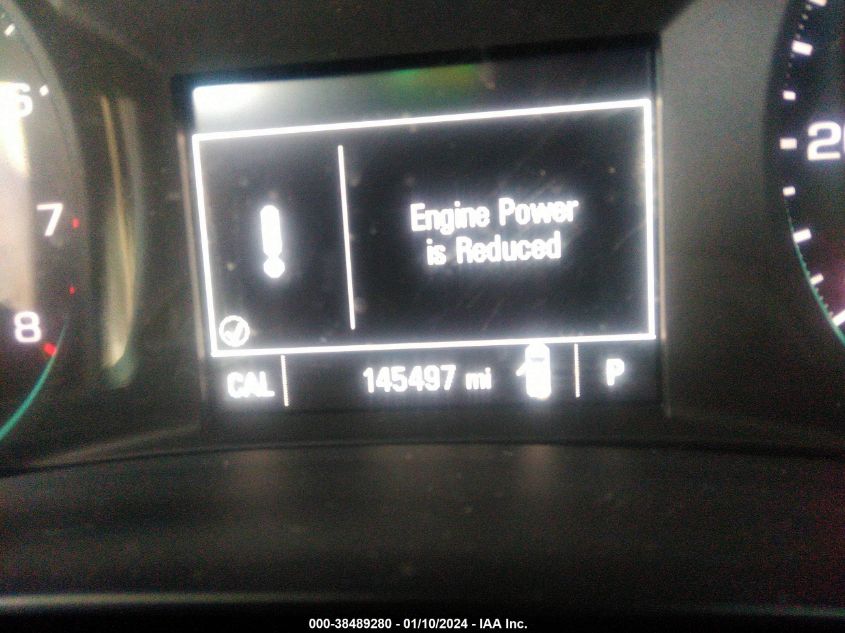 6
7
8
20
Engine Power
is Reduced
CAL
145497 mi
P
000-38489280 - 01/10/2024 - IAA Inc.